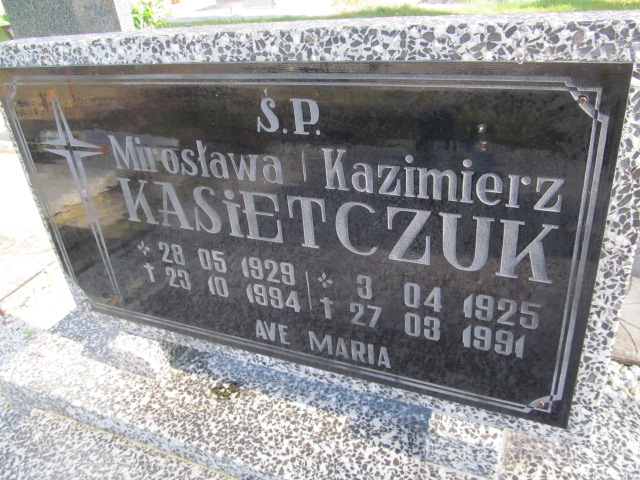 Ś.P.
Mirosława Kazimierz
KASiETCZUK
28 05 1929 3 04 1925
† 23 10 1994 † 27 03 1991
AVE MARIA